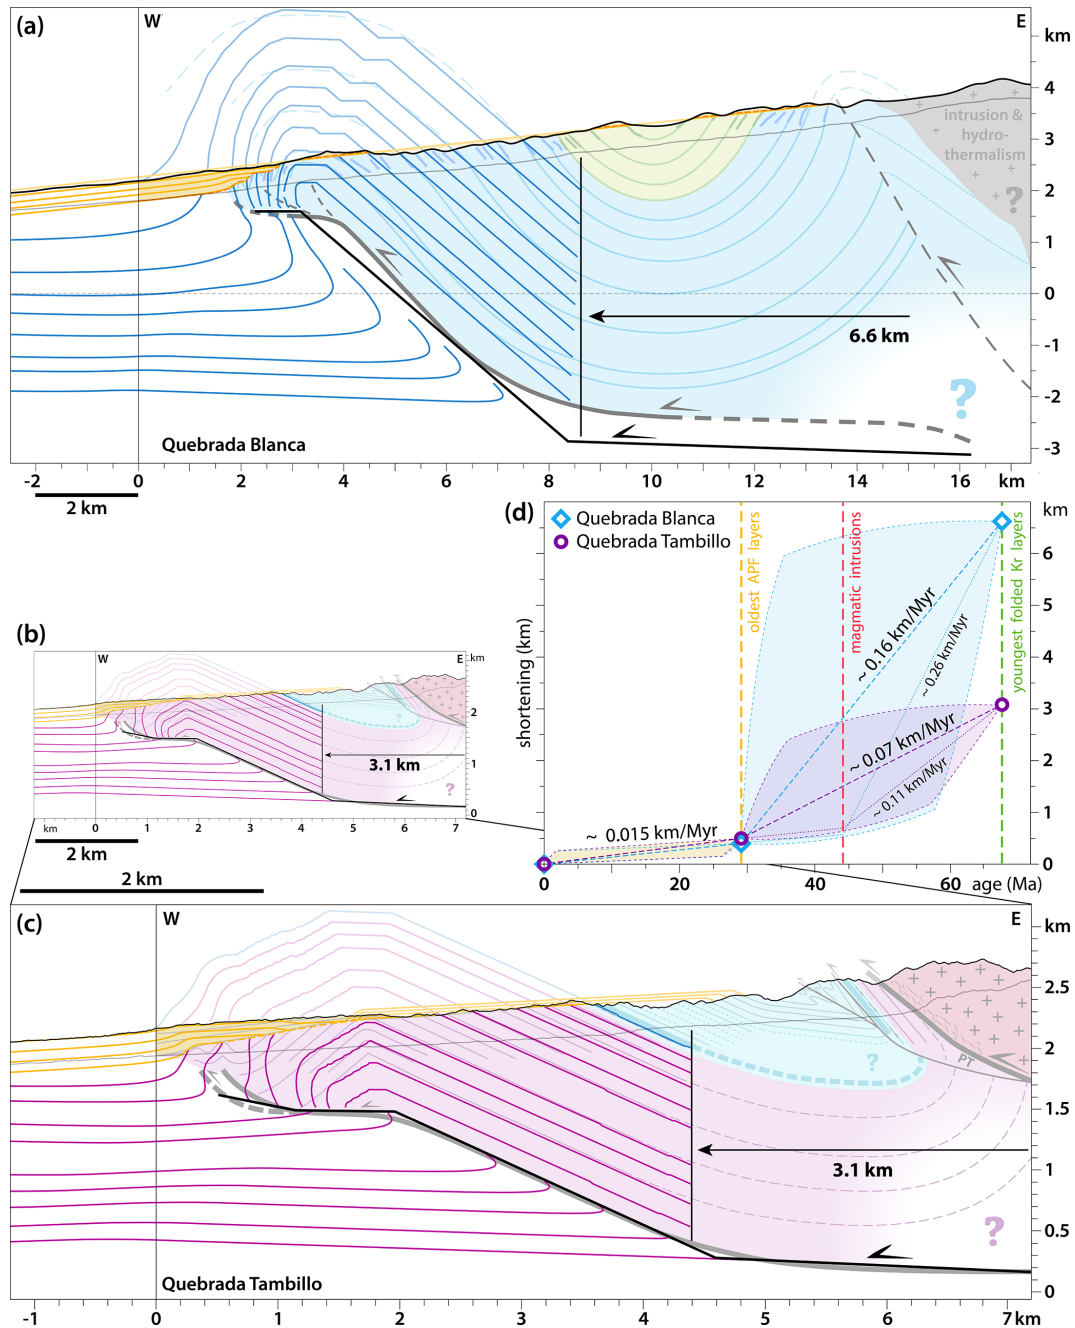 (a)
W
E
km
4
3
2
1
0
-1
-2
-3
intrusion &
hydro-
thermalism
?
6.6 km
?
Quebrada Blanca
-2
0
2
4
6
8
10
12
14
16
km
2 km
(b)
W
E
km
2
1
0
?
3.1 km
?
km
0
1
2
3
4
5
6
7
2 km
2 km
(d)
Quebrada Blanca
Quebrada Tambillo
oldest APF layers
magmatic intrusions
youngest folded Kr layers
~ 0.16 km/Myr
~ 0.26 km/Myr
~ 0.07 km/Myr
~ 0.11 km/Myr
~ 0.015 km/Myr
shortening (km)
km
6
5
4
3
2
1
0
0
20
40
60
age (Ma)
(c)
W
E
km
2.5
2
1.5
1
0.5
0
?
PT
3.1 km
?
Quebrada Tambillo
-1
0
1
2
3
4
5
6
7 km